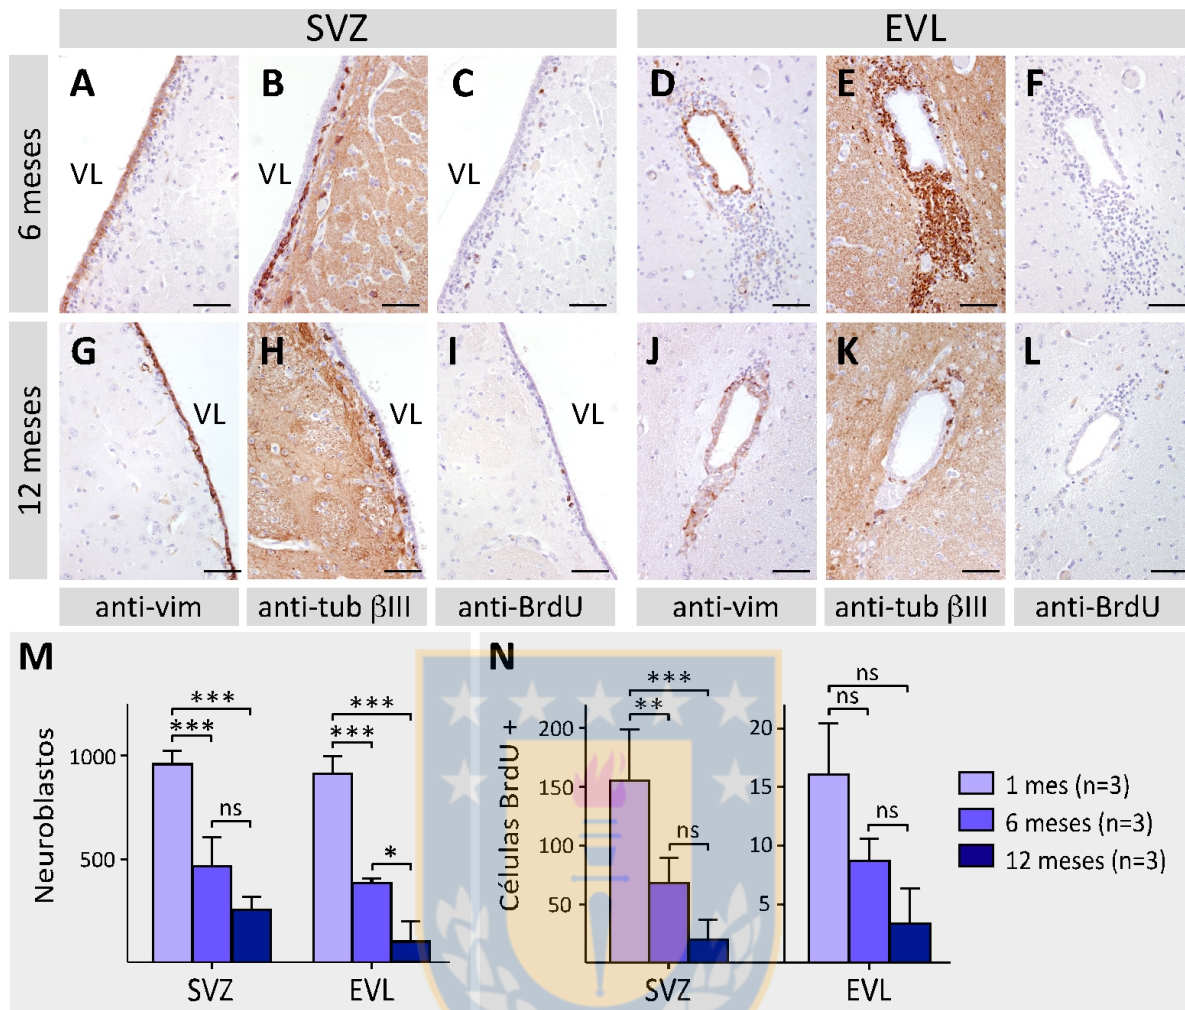 SVZ
EVL
6 meses
A
B
C
D
E
F
VL
VL
VL
12 meses
G
H
I
J
K
L
VL
VL
VL
anti-vim
anti-tub βIII
anti-BrdU
anti-vim
anti-tub βIII
anti-BrdU
M
Neuroblastos
1000
500
***
***
ns
***
***
*
SVZ
EVL
N
Células BrdU +
200
150
100
50
***
**
ns
SVZ
20
15
10
5
ns
ns
ns
EVL
1 mes (n=3)
6 meses (n=3)
12 meses (n=3)